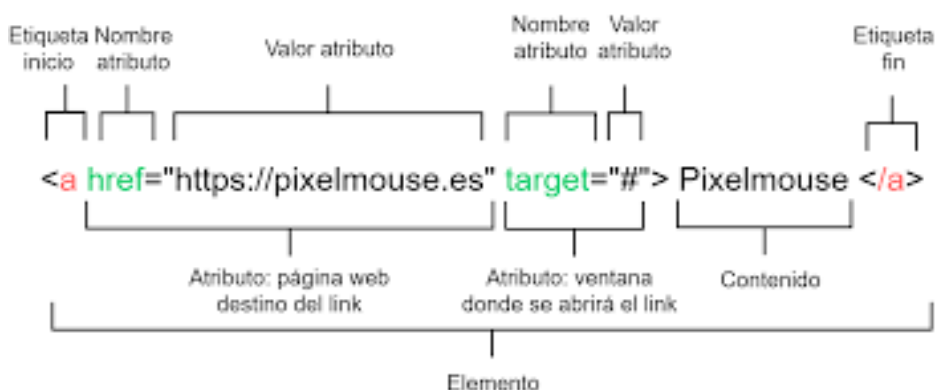 Etiqueta inicio
Nombre atributo
Valor atributo
Nombre atributo
Valor atributo
Etiqueta fin
<a href="https://pixelmouse.es" target="#"> Pixelmouse </a>
Atributo: página web
destino del link
Atributo: ventana
donde se abrirá el link
Contenido
Elemento